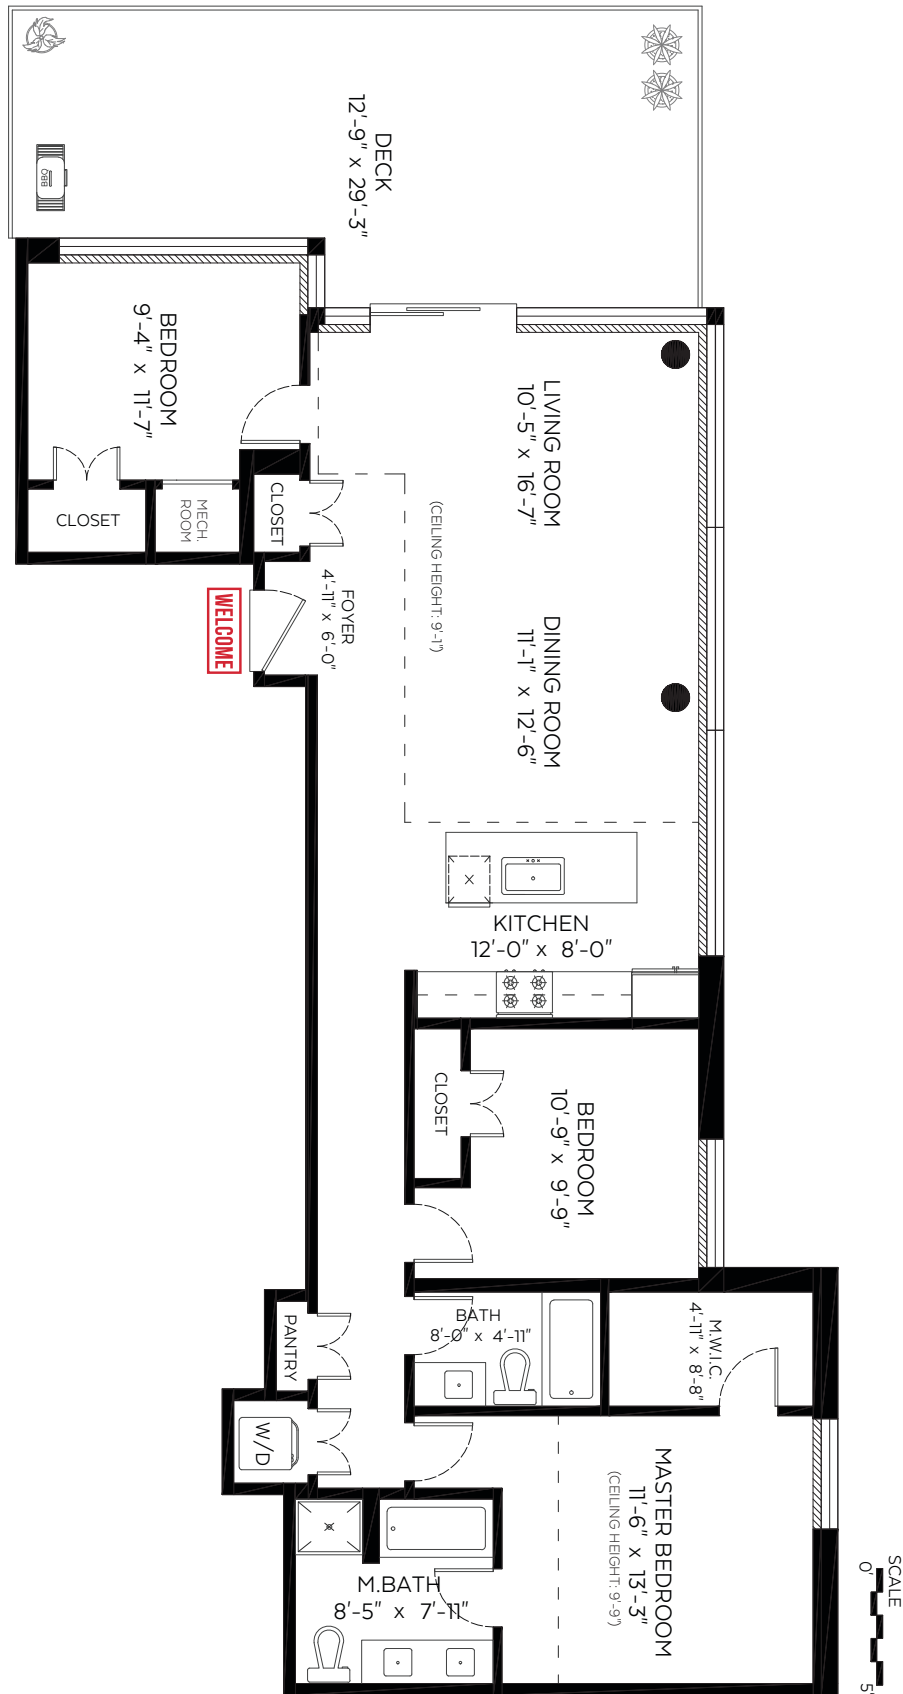 DECK
12'-9" x 29'-3"
BBQ
BEDROOM
9'-4" x 11'-7"
LIVING ROOM
10'-5" x 16'-7"
(CEILING HEIGHT: 9'-1")
CLOSET
MECH.
ROOM
CLOSET
FOYER
4'-11" x 6'-0"
WELCOME
DINING ROOM
11'-1" x 12'-6"
KITCHEN
12'-0" x 8'-0"
CLOSET
BEDROOM
10'-9" x 9'-9"
BATH
8'-0" x 4'-11"
M.W.I.C.
4'-11" x 8'-8"
PANTRY
W/D
MASTER BEDROOM
11'-6" x 13'-3"
(CEILING HEIGHT: 9'-9")
M.BATH
8'-5" x 7'-11"
SCALE
0' 5'